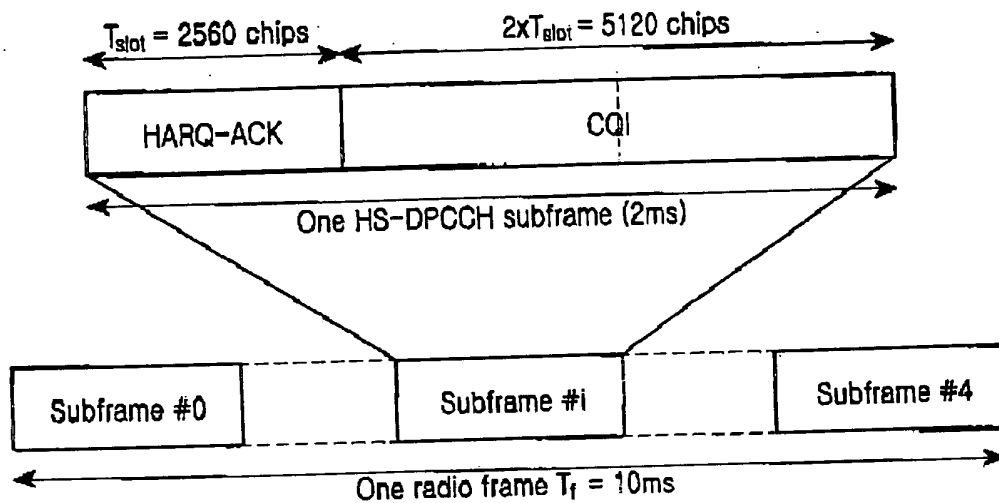 T_slot = 2560 chips
2xT_slot = 5120 chips
HARQ-ACK
CQI
One HS-DPCCH subframe (2ms)
Subframe #0
Subframe #i
Subframe #4
One radio frame T_f = 10ms